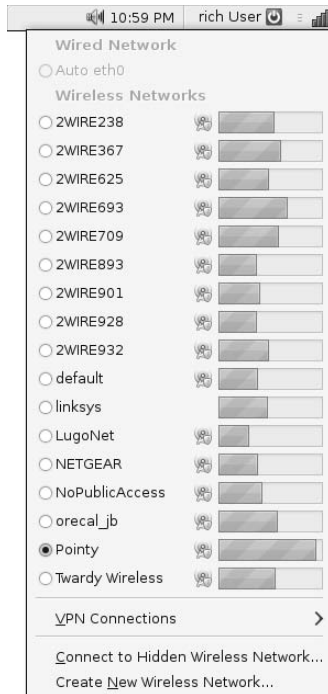 10:59 PM rich User
Wired Network
Auto eth0
Wireless Networks
2WIRE238
2WIRE367
2WIRE625
2WIRE693
2WIRE709
2WIRE893
2WIRE901
2WIRE928
2WIRE932
default
linksys
LugoNet
NETGEAR
NoPublicAccess
orecal_jb
Pointy
Twardy Wireless
VPN Connections
Connect to Hidden Wireless Network...
Create New Wireless Network...